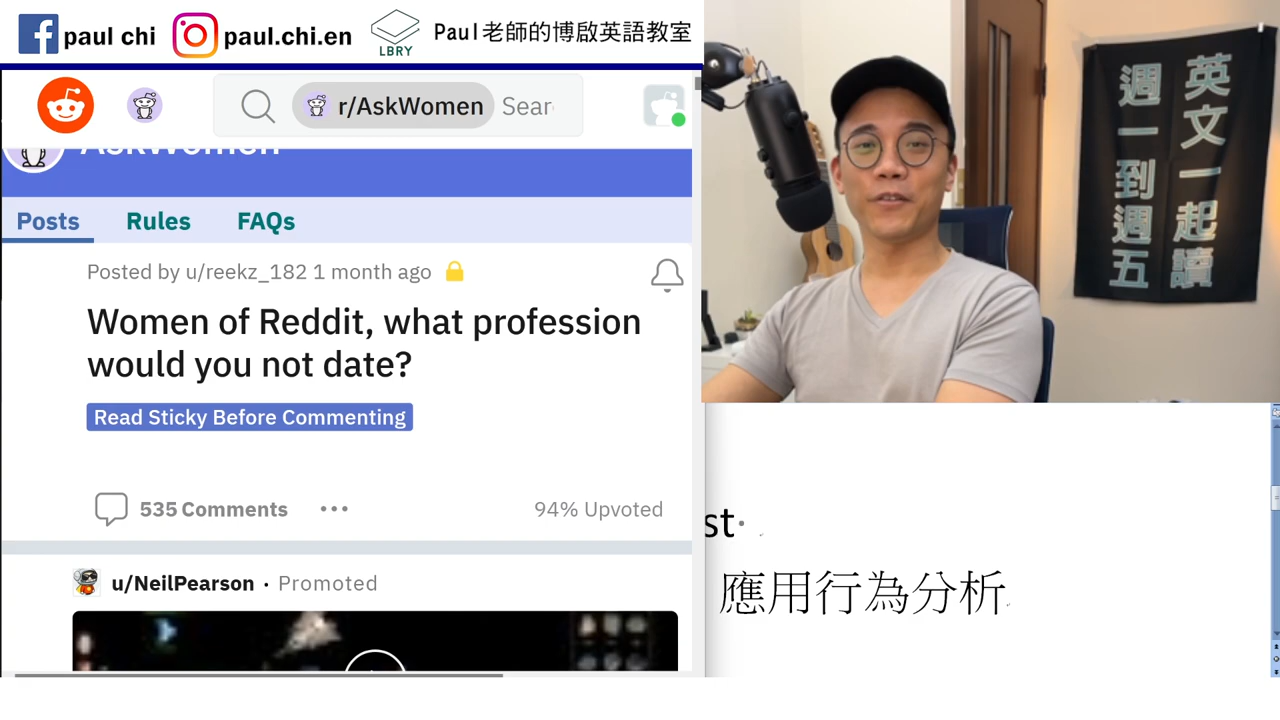 paul chi
paul.chi.en
LBRY
Paul老師的博啟英語教室
r/AskWomen
Sear
AskWomen
Posts
Rules
FAQs
Posted by u/reekz_182 1 month ago
Women of Reddit, what profession
would you not date?
Read Sticky Before Commenting
535 Comments
94% Upvoted
u/NeilPearson · Promoted
英文一起讀
週一到週五
st
應用行為分析